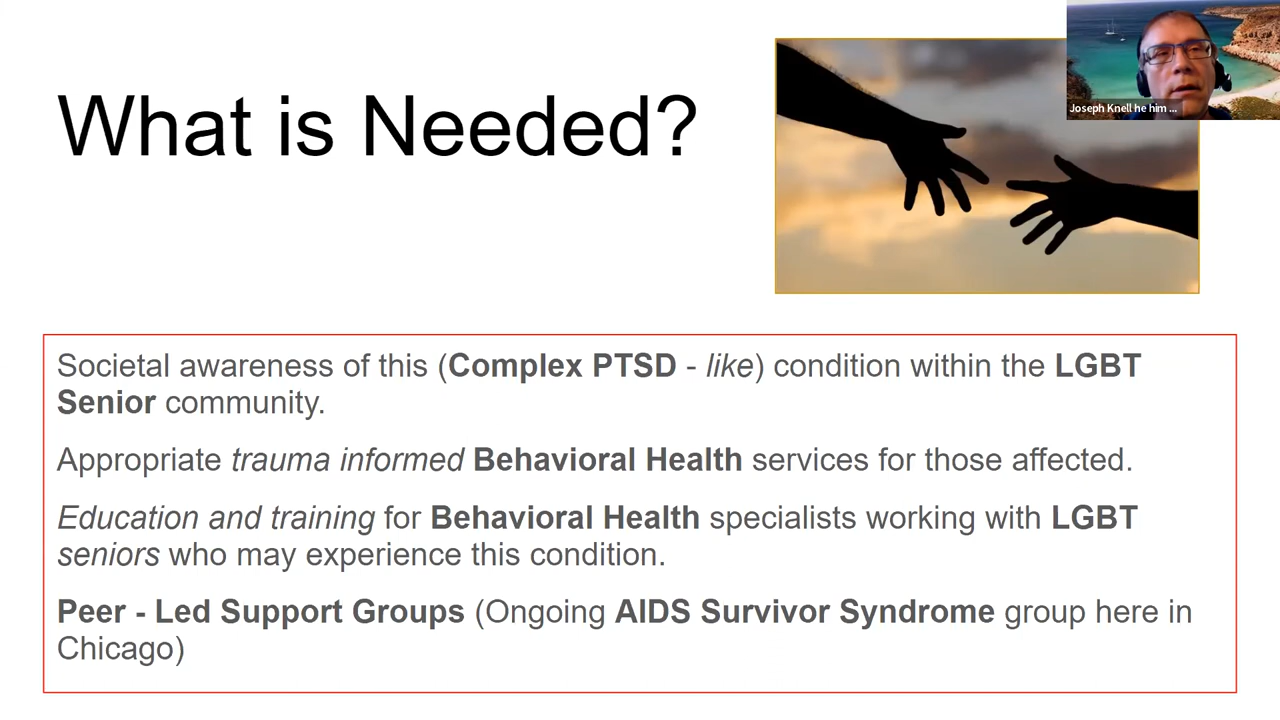 What is Needed?
Joseph Knell he him ...
Societal awareness of this (Complex PTSD - like) condition within the LGBT
Senior community.
Appropriate trauma informed Behavioral Health services for those affected.
Education and training for Behavioral Health specialists working with LGBT
seniors who may experience this condition.
Peer - Led Support Groups (Ongoing AIDS Survivor Syndrome group here in
Chicago)